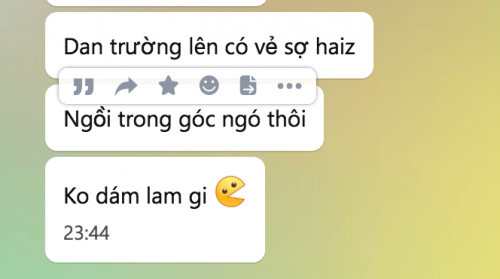 Dan trường lên có vẻ sợ haiz
Ngồi trong góc ngó thôi
Ko dám lam gi
23:44